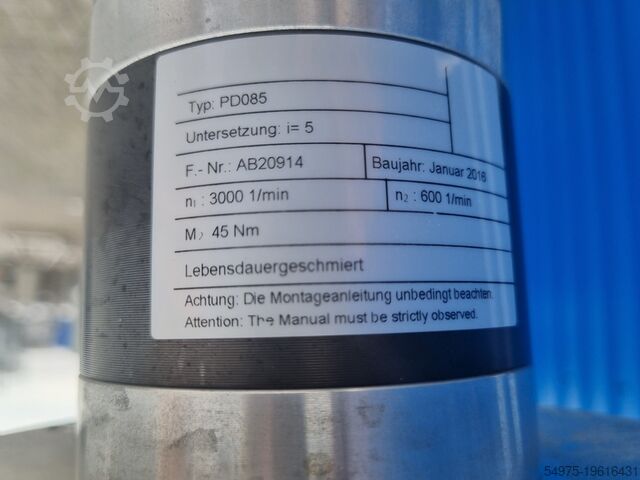 Typ: PD085
Untersetzung: i= 5
F.- Nr.: AB20914 Baujahr: Januar 2016
n₁ : 3000 1/min n₂ : 600 1/min
M₂ 45 Nm
Lebensdauergeschmiert
Achtung: Die Montageanleitung unbedingt beachten.
Attention: The Manual must be strictly observed.
54975-19616431